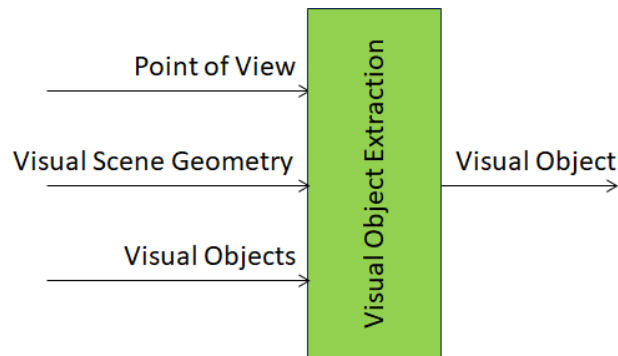 Point of View
Visual Scene Geometry
Visual Objects
Visual Object Extraction
Visual Object